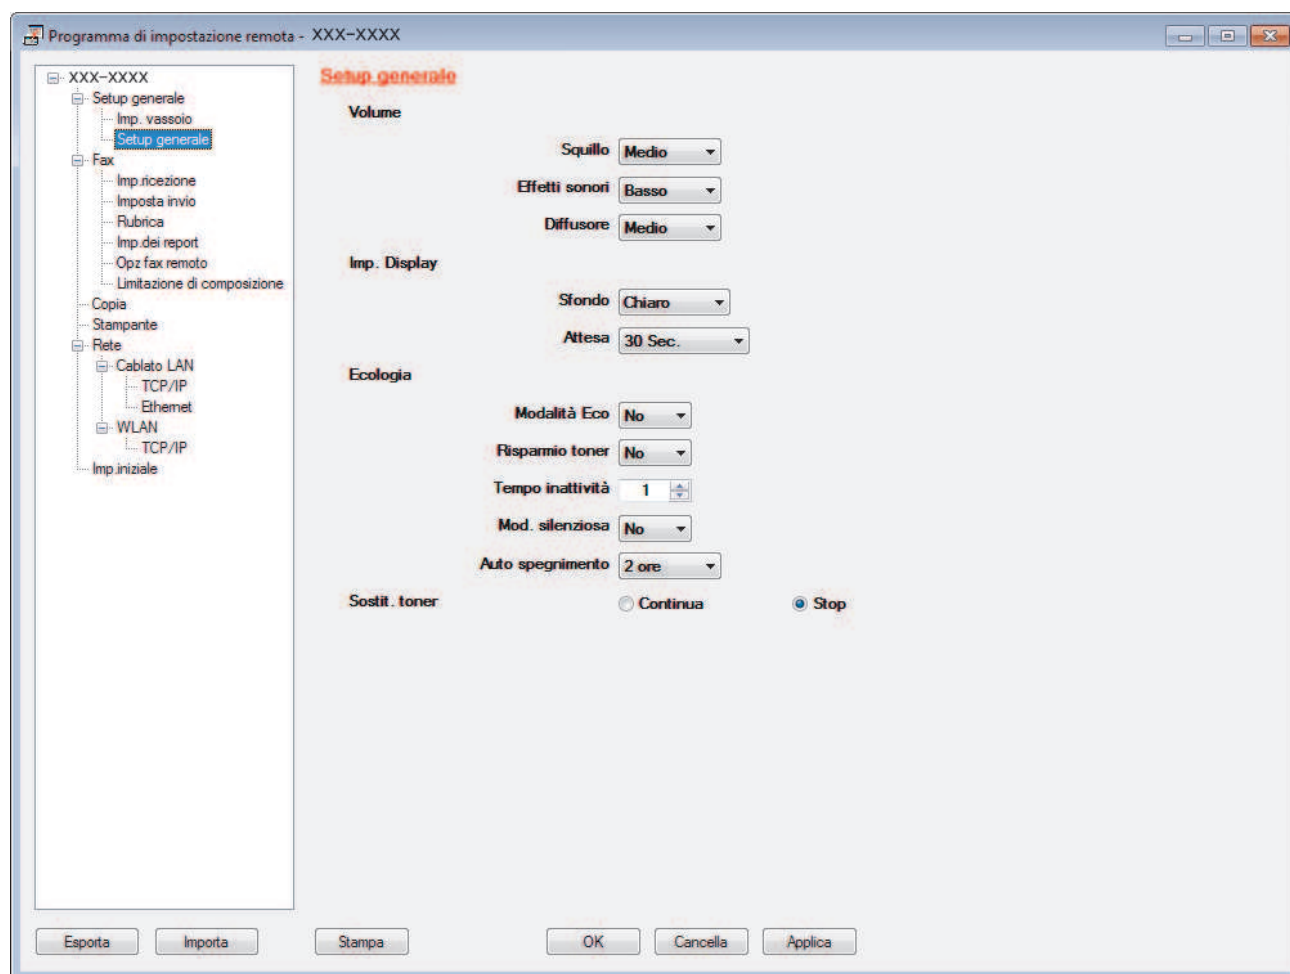 Programma di impostazione remota - XXX-XXXX
XXX-XXXX
Setup generale
Imp. vassoio
Setup generale
Fax
Imp.ricezione
Imposta invio
Rubrica
Imp.dei report
Opz fax remoto
Limitazione di composizione
Copia
Stampante
Rete
Cablato LAN
TCP/IP
Ethernet
WLAN
TCP/IP
Imp.iniziale
Setup generale
Volume
Squillo Medio
Effetti sonori Basso
Diffusore Medio
Imp. Display
Sfondo Chiaro
Attesa 30 Sec.
Ecologia
Modalità Eco No
Risparmio toner No
Tempo inattività 1
Mod. silenziosa No
Auto spegnimento 2 ore
Sostit. toner Continua Stop
Esporta Importa Stampa OK Cancella Applica